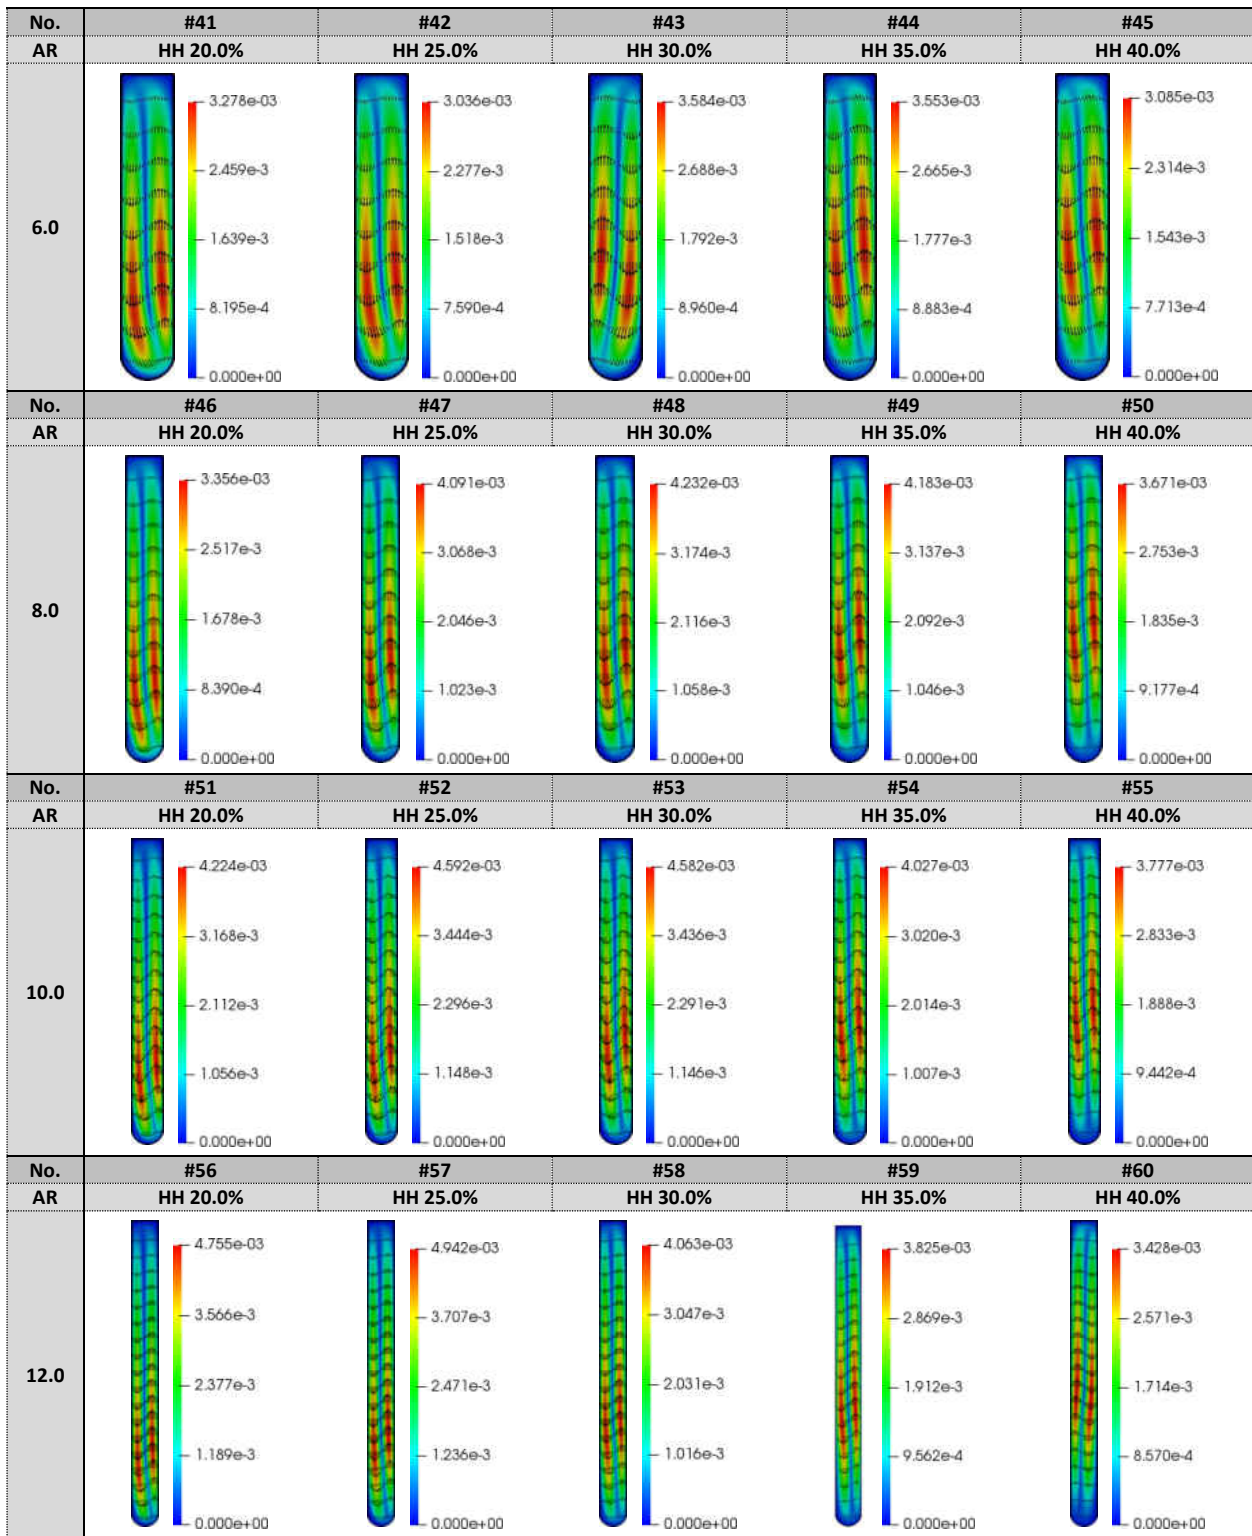 No. #41 #42 #43 #44 #45
AR HH 20.0% HH 25.0% HH 30.0% HH 35.0% HH 40.0%
3.278e-03 3.036e-03 3.584e-03 3.553e-03 3.085e-03
2.459e-3 2.277e-3 2.688e-3 2.665e-3 2.314e-3
6.0 1.639e-3 1.518e-3 1.792e-3 1.777e-3 1.543e-3
8.195e-4 7.590e-4 8.960e-4 8.883e-4 7.713e-4
0.000e+00 0.000e+00 0.000e+00 0.000e+00 0.000e+00
No. #46 #47 #48 #49 #50
AR HH 20.0% HH 25.0% HH 30.0% HH 35.0% HH 40.0%
3.356e-03 4.091e-03 4.232e-03 4.183e-03 3.671e-03
2.517e-3 3.068e-3 3.174e-3 3.137e-3 2.753e-3
8.0 1.678e-3 2.046e-3 2.116e-3 2.092e-3 1.835e-3
8.390e-4 1.023e-3 1.058e-3 1.046e-3 9.177e-4
0.000e+00 0.000e+00 0.000e+00 0.000e+00 0.000e+00
No. #51 #52 #53 #54 #55
AR HH 20.0% HH 25.0% HH 30.0% HH 35.0% HH 40.0%
4.224e-03 4.592e-03 4.582e-03 4.027e-03 3.777e-03
3.168e-3 3.444e-3 3.436e-3 3.020e-3 2.833e-3
10.0 2.112e-3 2.296e-3 2.291e-3 2.014e-3 1.888e-3
1.056e-3 1.148e-3 1.146e-3 1.007e-3 9.442e-4
0.000e+00 0.000e+00 0.000e+00 0.000e+00 0.000e+00
No. #56 #57 #58 #59 #60
AR HH 20.0% HH 25.0% HH 30.0% HH 35.0% HH 40.0%
4.755e-03 4.942e-03 4.063e-03 3.825e-03 3.428e-03
3.566e-3 3.707e-3 3.047e-3 2.869e-3 2.571e-3
12.0 2.377e-3 2.471e-3 2.031e-3 1.912e-3 1.714e-3
1.189e-3 1.236e-3 1.016e-3 9.562e-4 8.570e-4
0.000e+00 0.000e+00 0.000e+00 0.000e+00 0.000e+00